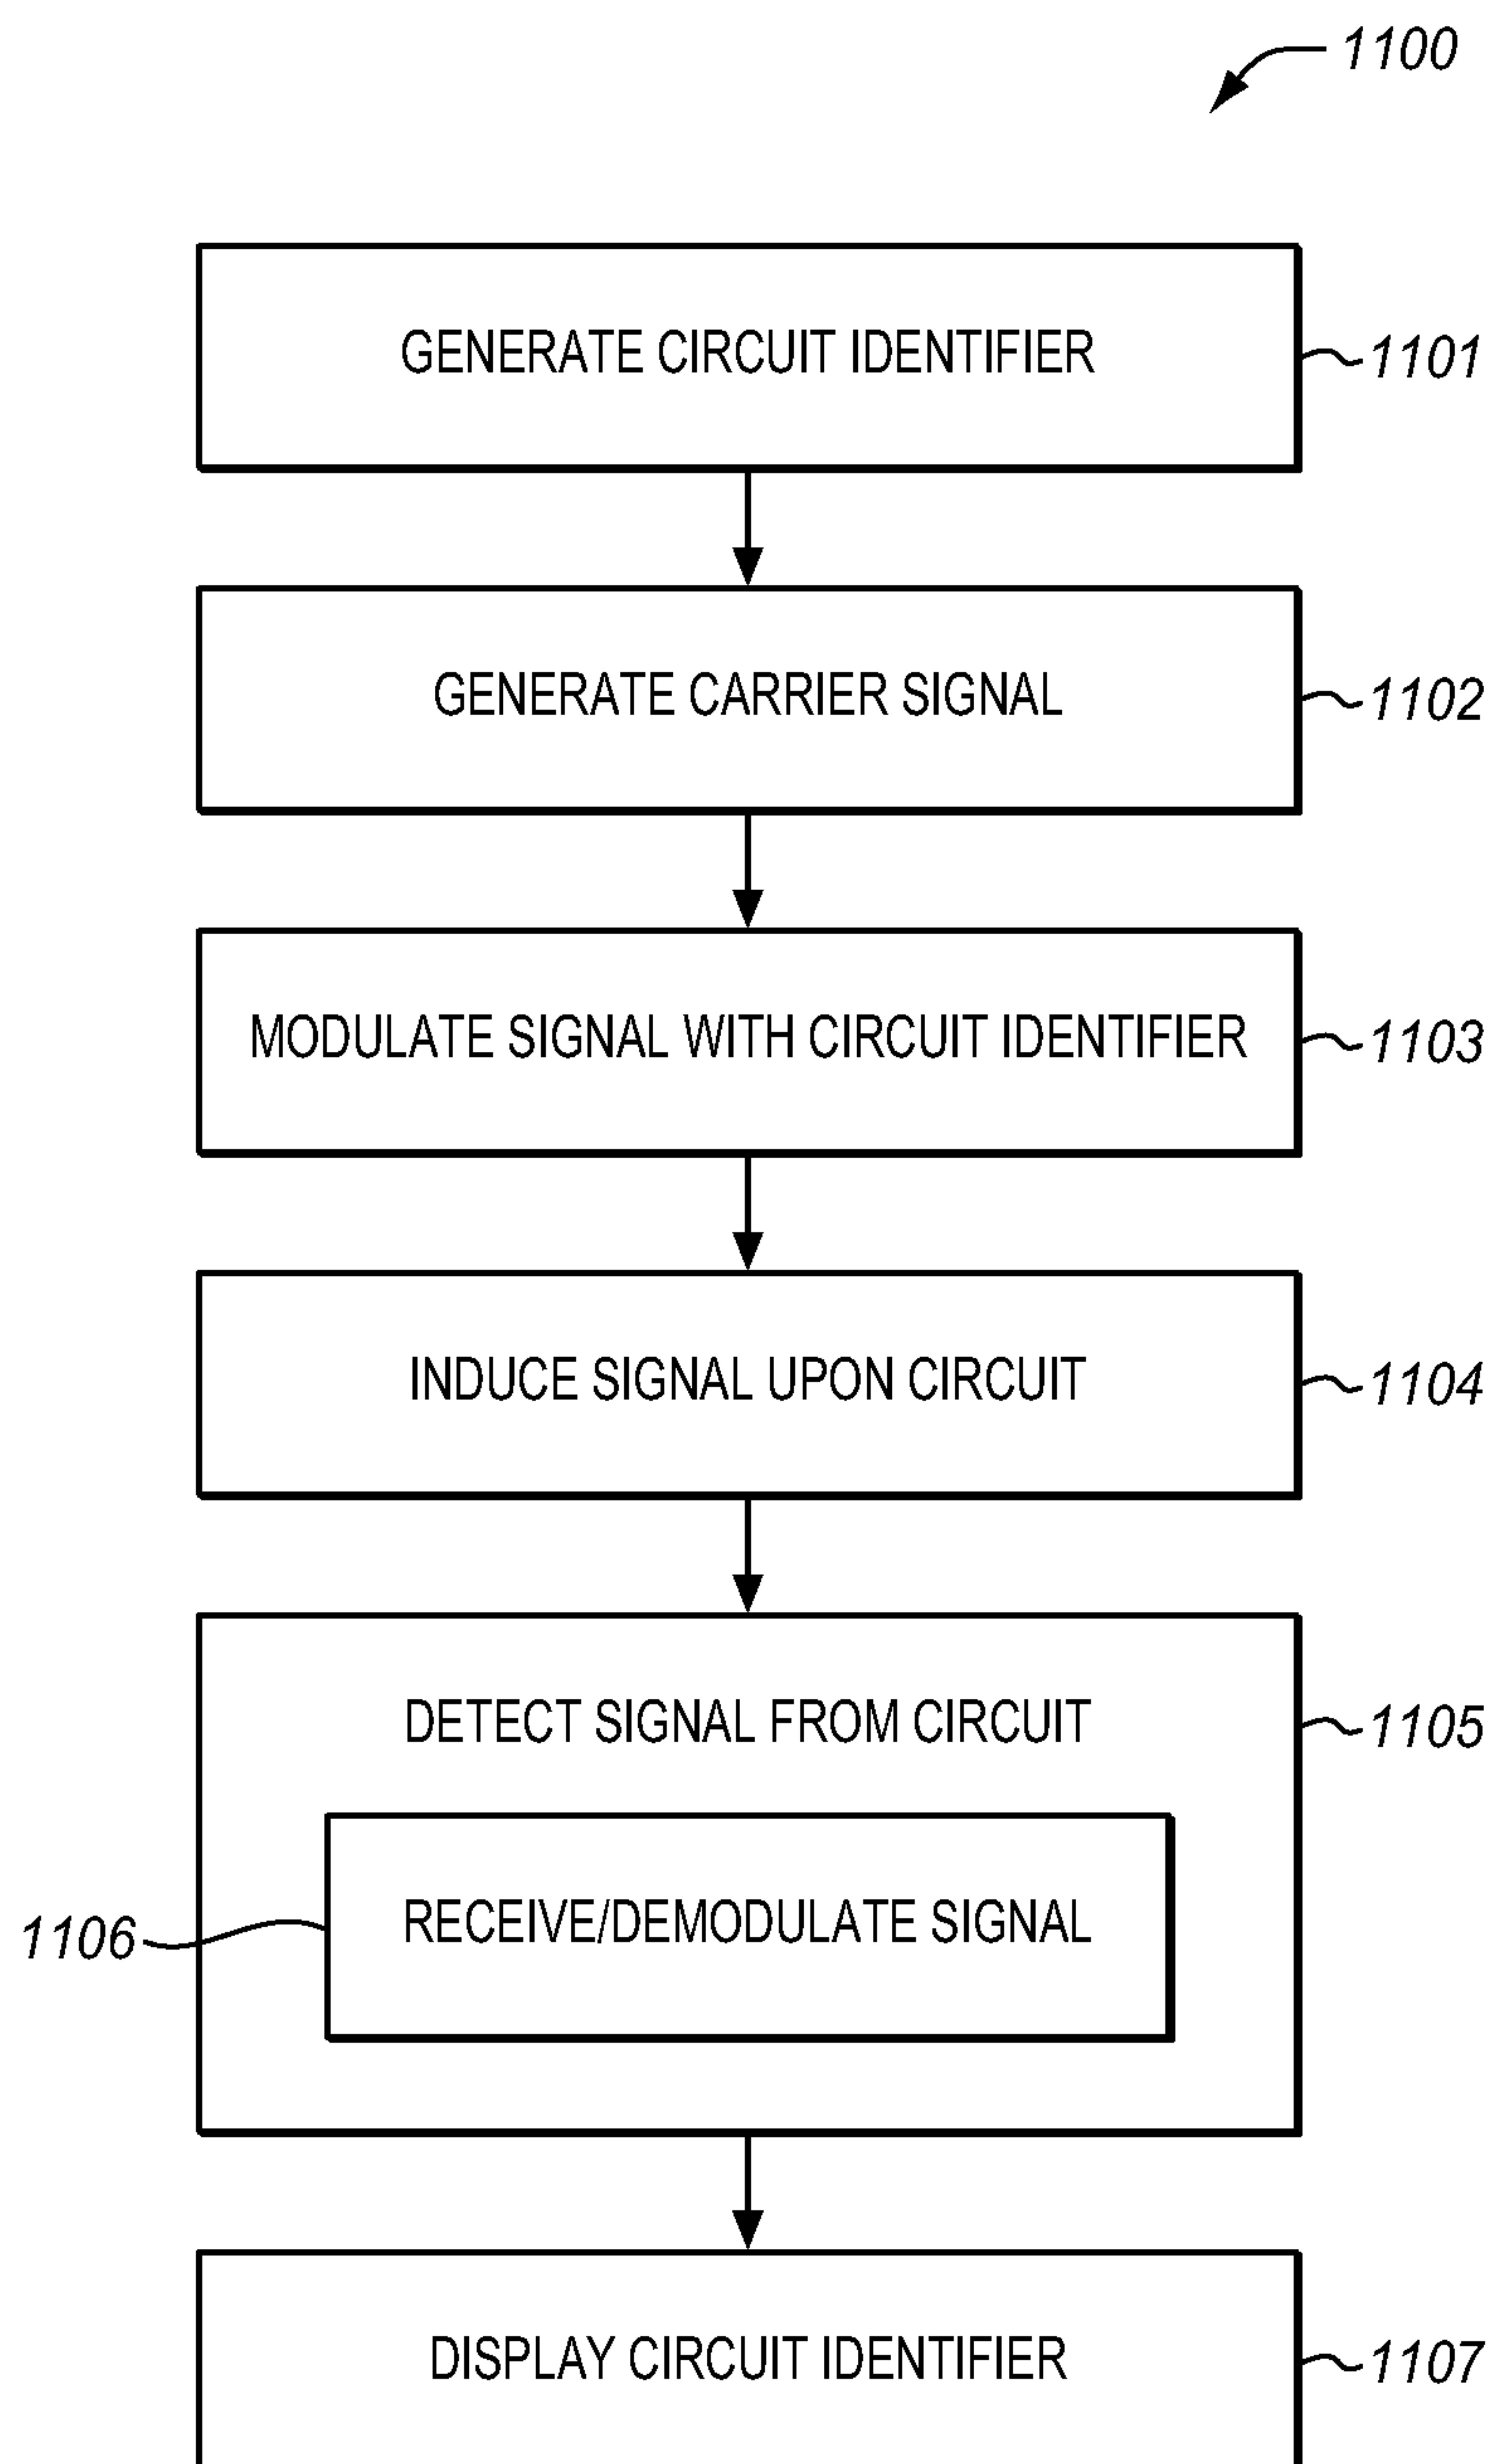 1100
GENERATE CIRCUIT IDENTIFIER
1101
GENERATE CARRIER SIGNAL
1102
MODULATE SIGNAL WITH CIRCUIT IDENTIFIER
1103
INDUCE SIGNAL UPON CIRCUIT
1104
DETECT SIGNAL FROM CIRCUIT
1105
RECEIVE/DEMODULATE SIGNAL
1106
DISPLAY CIRCUIT IDENTIFIER
1107